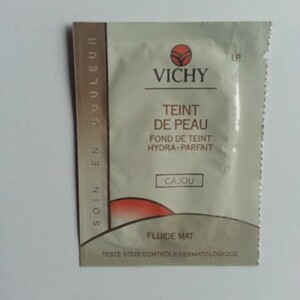 VICHY
I.P.
TEINT
DE PEAU
FOND DE TEINT
HYDRA-PARFAIT
CAJOU
FLUIDE MAT
TESTÉ SOUS CONTRÔLE DERMATOLOGIQUE
SOIN EN COULEUR